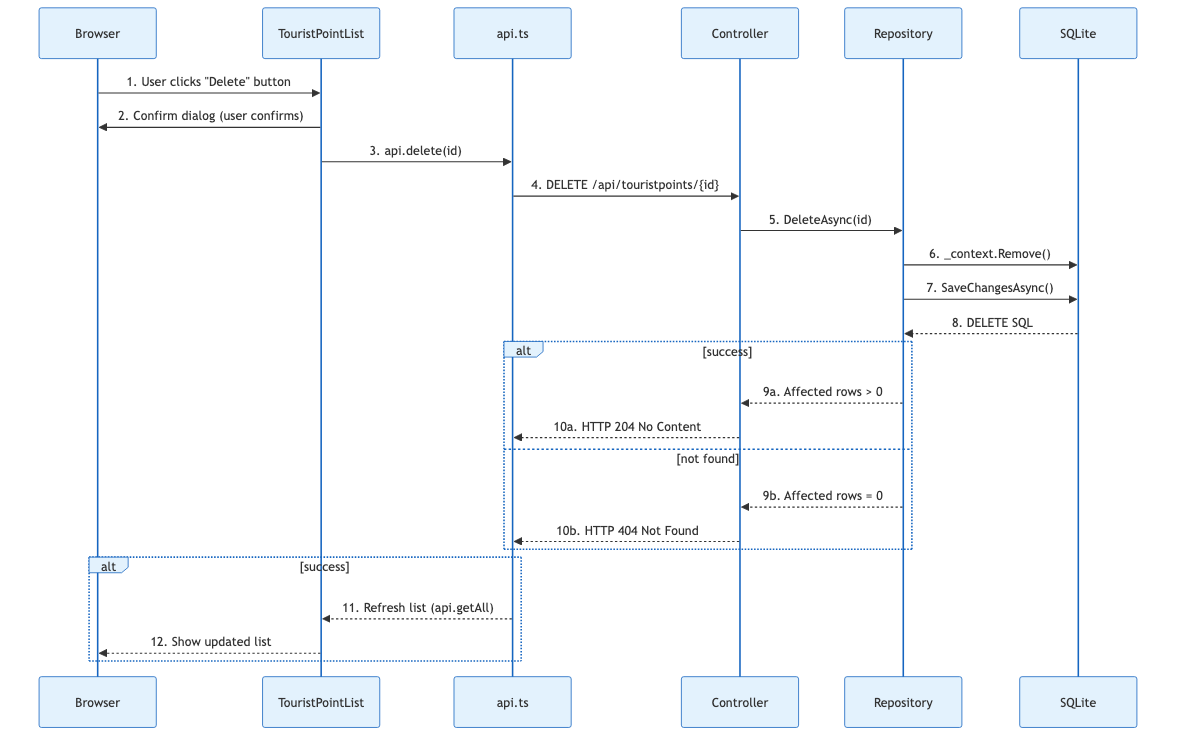 Browser
TouristPointList
api.ts
Controller
Repository
SQLite
1. User clicks "Delete" button
2. Confirm dialog (user confirms)
3. api.delete(id)
4. DELETE /api/touristpoints/{id}
5. DeleteAsync(id)
6. _context.Remove()
7. SaveChangesAsync()
8. DELETE SQL
alt
[success]
9a. Affected rows > 0
10a. HTTP 204 No Content
[not found]
9b. Affected rows = 0
10b. HTTP 404 Not Found
alt
[success]
11. Refresh list (api.getAll)
12. Show updated list
Browser
TouristPointList
api.ts
Controller
Repository
SQLite